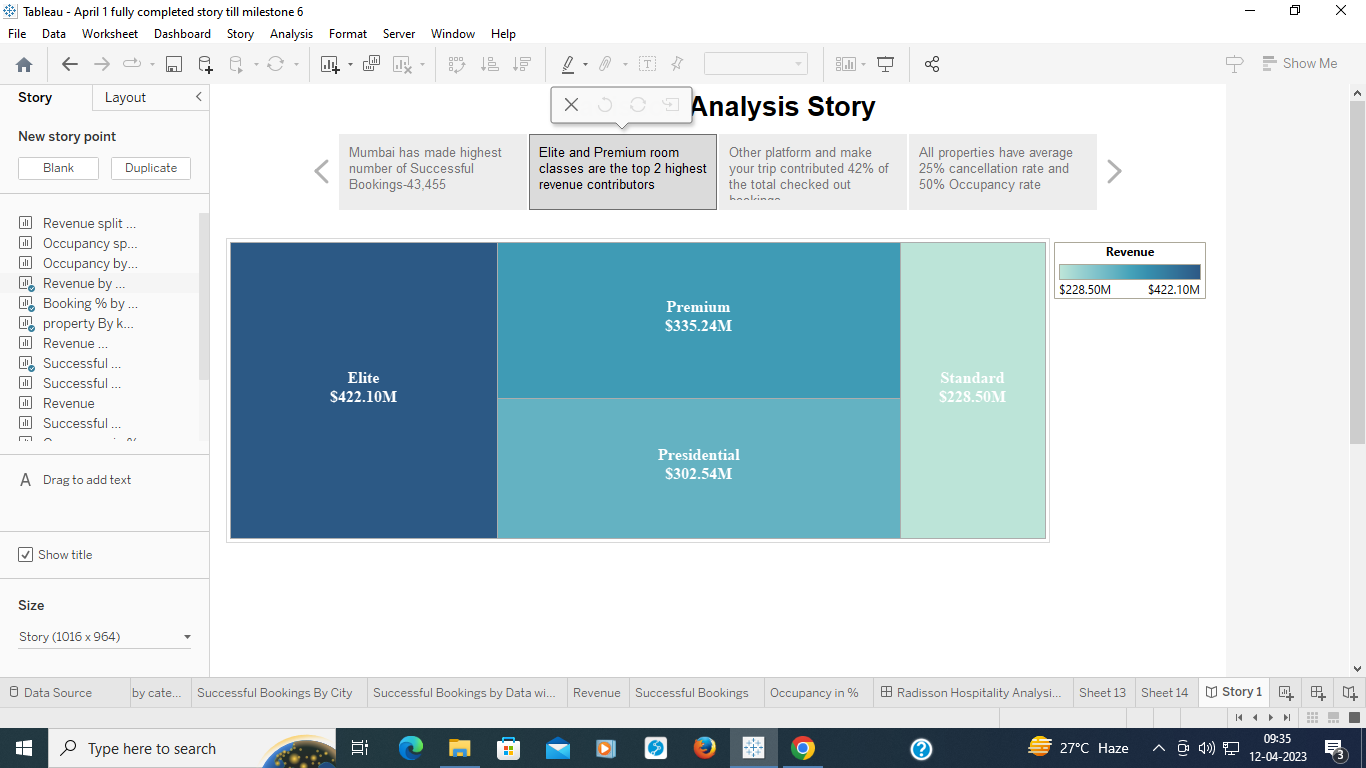 Tableau - April 1 fully completed story till milestone 6
File Data Worksheet Dashboard Story Analysis Format Server Window Help
Show Me
Story Layout
New story point
Blank Duplicate
Revenue split ...
Occupancy sp...
Occupancy by...
Revenue by ...
Booking % by ...
property By k...
Revenue ...
Successful ...
Successful ...
Revenue
Successful ...
A Drag to add text
Show title
Size
Story (1016 x 964)
Analysis Story
Mumbai has made highest
number of Successful
Bookings-43,455
Elite and Premium room
classes are the top 2 highest
revenue contributors
Other platform and make
your trip contributed 42% of
the total checked out
bookings
All properties have average
25% cancellation rate and
50% Occupancy rate
Elite
$422.10M
Premium
$335.24M
Presidential
$302.54M
Standard
$228.50M
Revenue
$228.50M $422.10M
Data Source by cate... Successful Bookings By City Successful Bookings by Data wi... Revenue Successful Bookings Occupancy in % Radisson Hospitality Analysi... Sheet 13 Sheet 14 Story 1
Type here to search
27°C Haze
09:35
12-04-2023
3